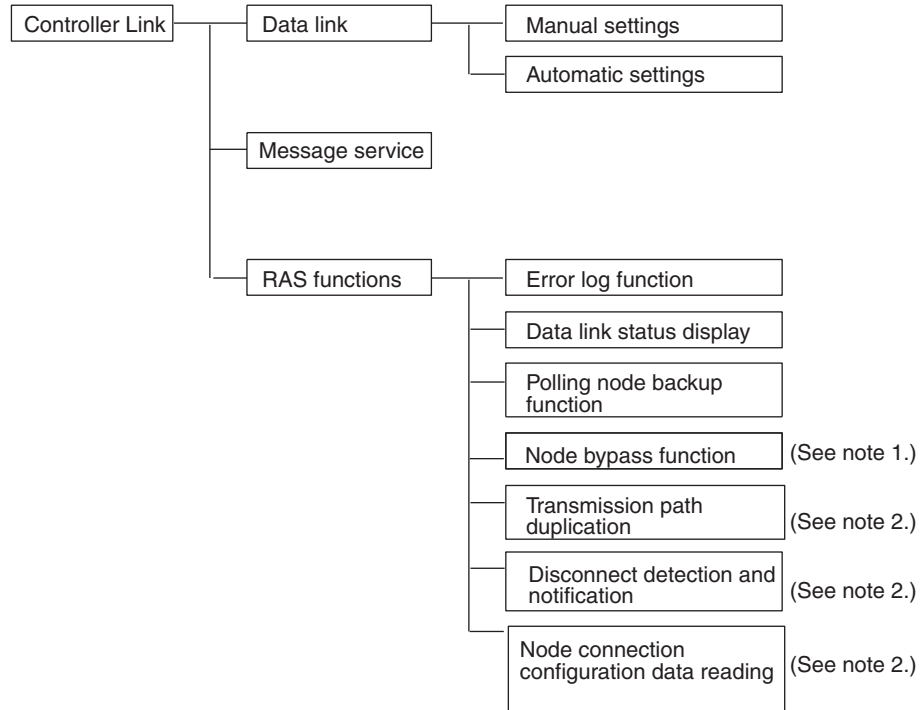 Controller Link
Data link
Manual settings
Automatic settings
Message service
RAS functions
Error log function
Data link status display
Polling node backup
function
Node bypass function
(See note 1.)
Transmission path
duplication
(See note 2.)
Disconnect detection and
notification
(See note 2.)
Node connection
configuration data reading
(See note 2.)